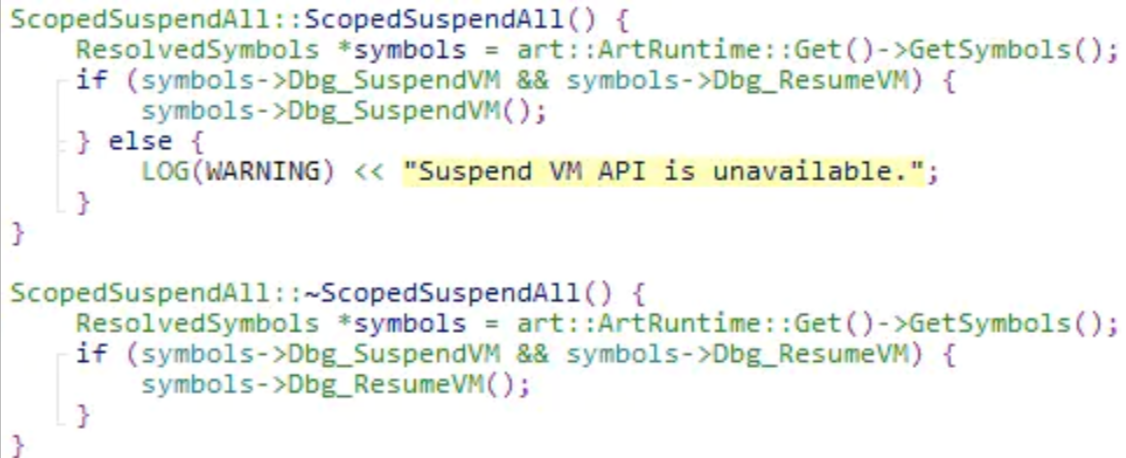 ScopedSuspendAll::ScopedSuspendAll() {
    ResolvedSymbols *symbols = art::ArtRuntime::Get()->GetSymbols();
    if (symbols->Dbg_SuspendVM && symbols->Dbg_ResumeVM) {
        symbols->Dbg_SuspendVM();
    } else {
        LOG(WARNING) << "Suspend VM API is unavailable.";
    }
}

ScopedSuspendAll::~ScopedSuspendAll() {
    ResolvedSymbols *symbols = art::ArtRuntime::Get()->GetSymbols();
    if (symbols->Dbg_SuspendVM && symbols->Dbg_ResumeVM) {
        symbols->Dbg_ResumeVM();
    }
}